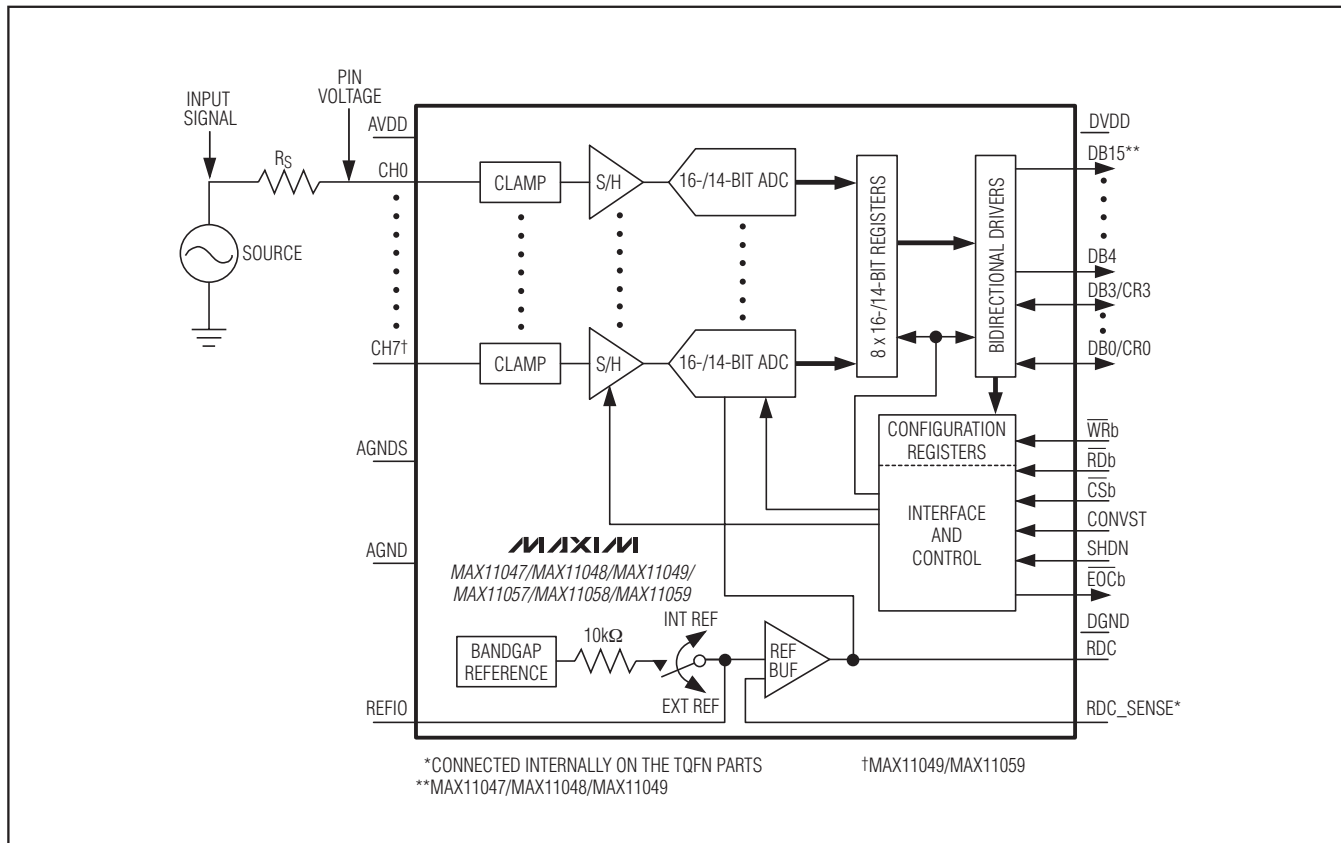 INPUT
SIGNAL
PIN
VOLTAGE
RS
SOURCE
AVDD
CH0
CH7†
AGNDS
AGND
REFIO
CLAMP
S/H
16-/14-BIT ADC
CLAMP
S/H
16-/14-BIT ADC
8 x 16-/14-BIT REGISTERS
BIDIRECTIONAL DRIVERS
CONFIGURATION
REGISTERS
INTERFACE
AND
CONTROL
MAXIM
MAX11047/MAX11048/MAX11049/
MAX11057/MAX11058/MAX11059
BANDGAP
REFERENCE
10kΩ
INT REF
EXT REF
REF
BUF
DVDD
DB15**
DB4
DB3/CR3
DB0/CR0
WRb
RDb
CSb
CONVST
SHDN
EOCb
DGND
RDC
RDC_SENSE*
*CONNECTED INTERNALLY ON THE TQFN PARTS
**MAX11047/MAX11048/MAX11049
†MAX11049/MAX11059